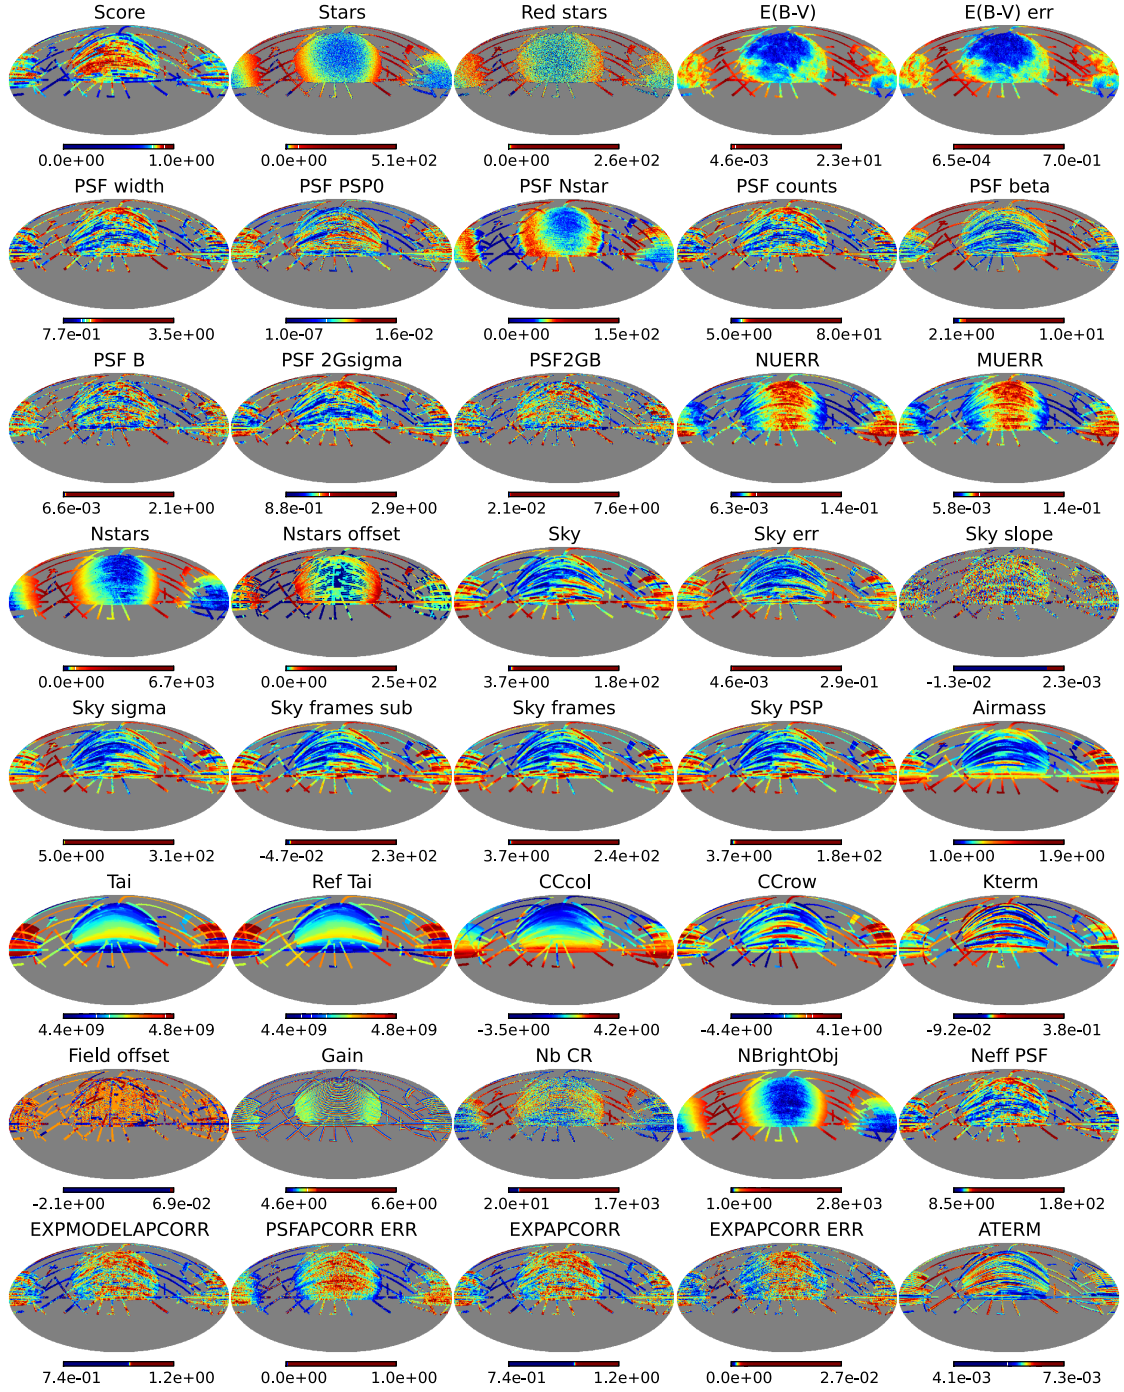 Score Stars Red stars E(B-V) E(B-V) err
0.0e+00 1.0e+00 0.0e+00 5.1e+02 0.0e+00 2.6e+02 4.6e-03 2.3e+01 6.5e-04 7.0e-01
PSF width PSF PSP0 PSF Nstar PSF counts PSF beta
7.7e-01 3.5e+00 1.0e-07 1.6e-02 0.0e+00 1.5e+02 5.0e+00 8.0e+01 2.1e+00 1.0e+01
PSF B PSF 2Gsigma PSF2GB NUERR MUERR
6.6e-03 2.1e+00 8.8e-01 2.9e+00 2.1e-02 7.6e+00 6.3e-03 1.4e-01 5.8e-03 1.4e-01
Nstars Nstars offset Sky Sky err Sky slope
0.0e+00 6.7e+03 0.0e+00 2.5e+02 3.7e+00 1.8e+02 4.6e-03 2.9e-01 -1.3e-02 2.3e-03
Sky sigma Sky frames sub Sky frames Sky PSP Airmass
5.0e+00 3.1e+02 -4.7e-02 2.3e+02 3.7e+00 2.4e+02 3.7e+00 1.8e+02 1.0e+00 1.9e+00
Tai Ref Tai CCcol CCrow Kterm
4.4e+09 4.8e+09 4.4e+09 4.8e+09 -3.5e+00 4.2e+00 -4.4e+00 4.1e+00 -9.2e-02 3.8e-01
Field offset Gain Nb CR NBrightObj Neff PSF
-2.1e+00 6.9e-02 4.6e+00 6.6e+00 2.0e+01 1.7e+03 1.0e+00 2.8e+03 8.5e+00 1.8e+02
EXPMODELAPCORR PSFAPCORR ERR EXPAPCORR EXPAPCORR ERR ATERM
7.4e-01 1.2e+00 0.0e+00 1.0e+00 7.4e-01 1.2e+00 0.0e+00 2.7e-02 4.1e-03 7.3e-03